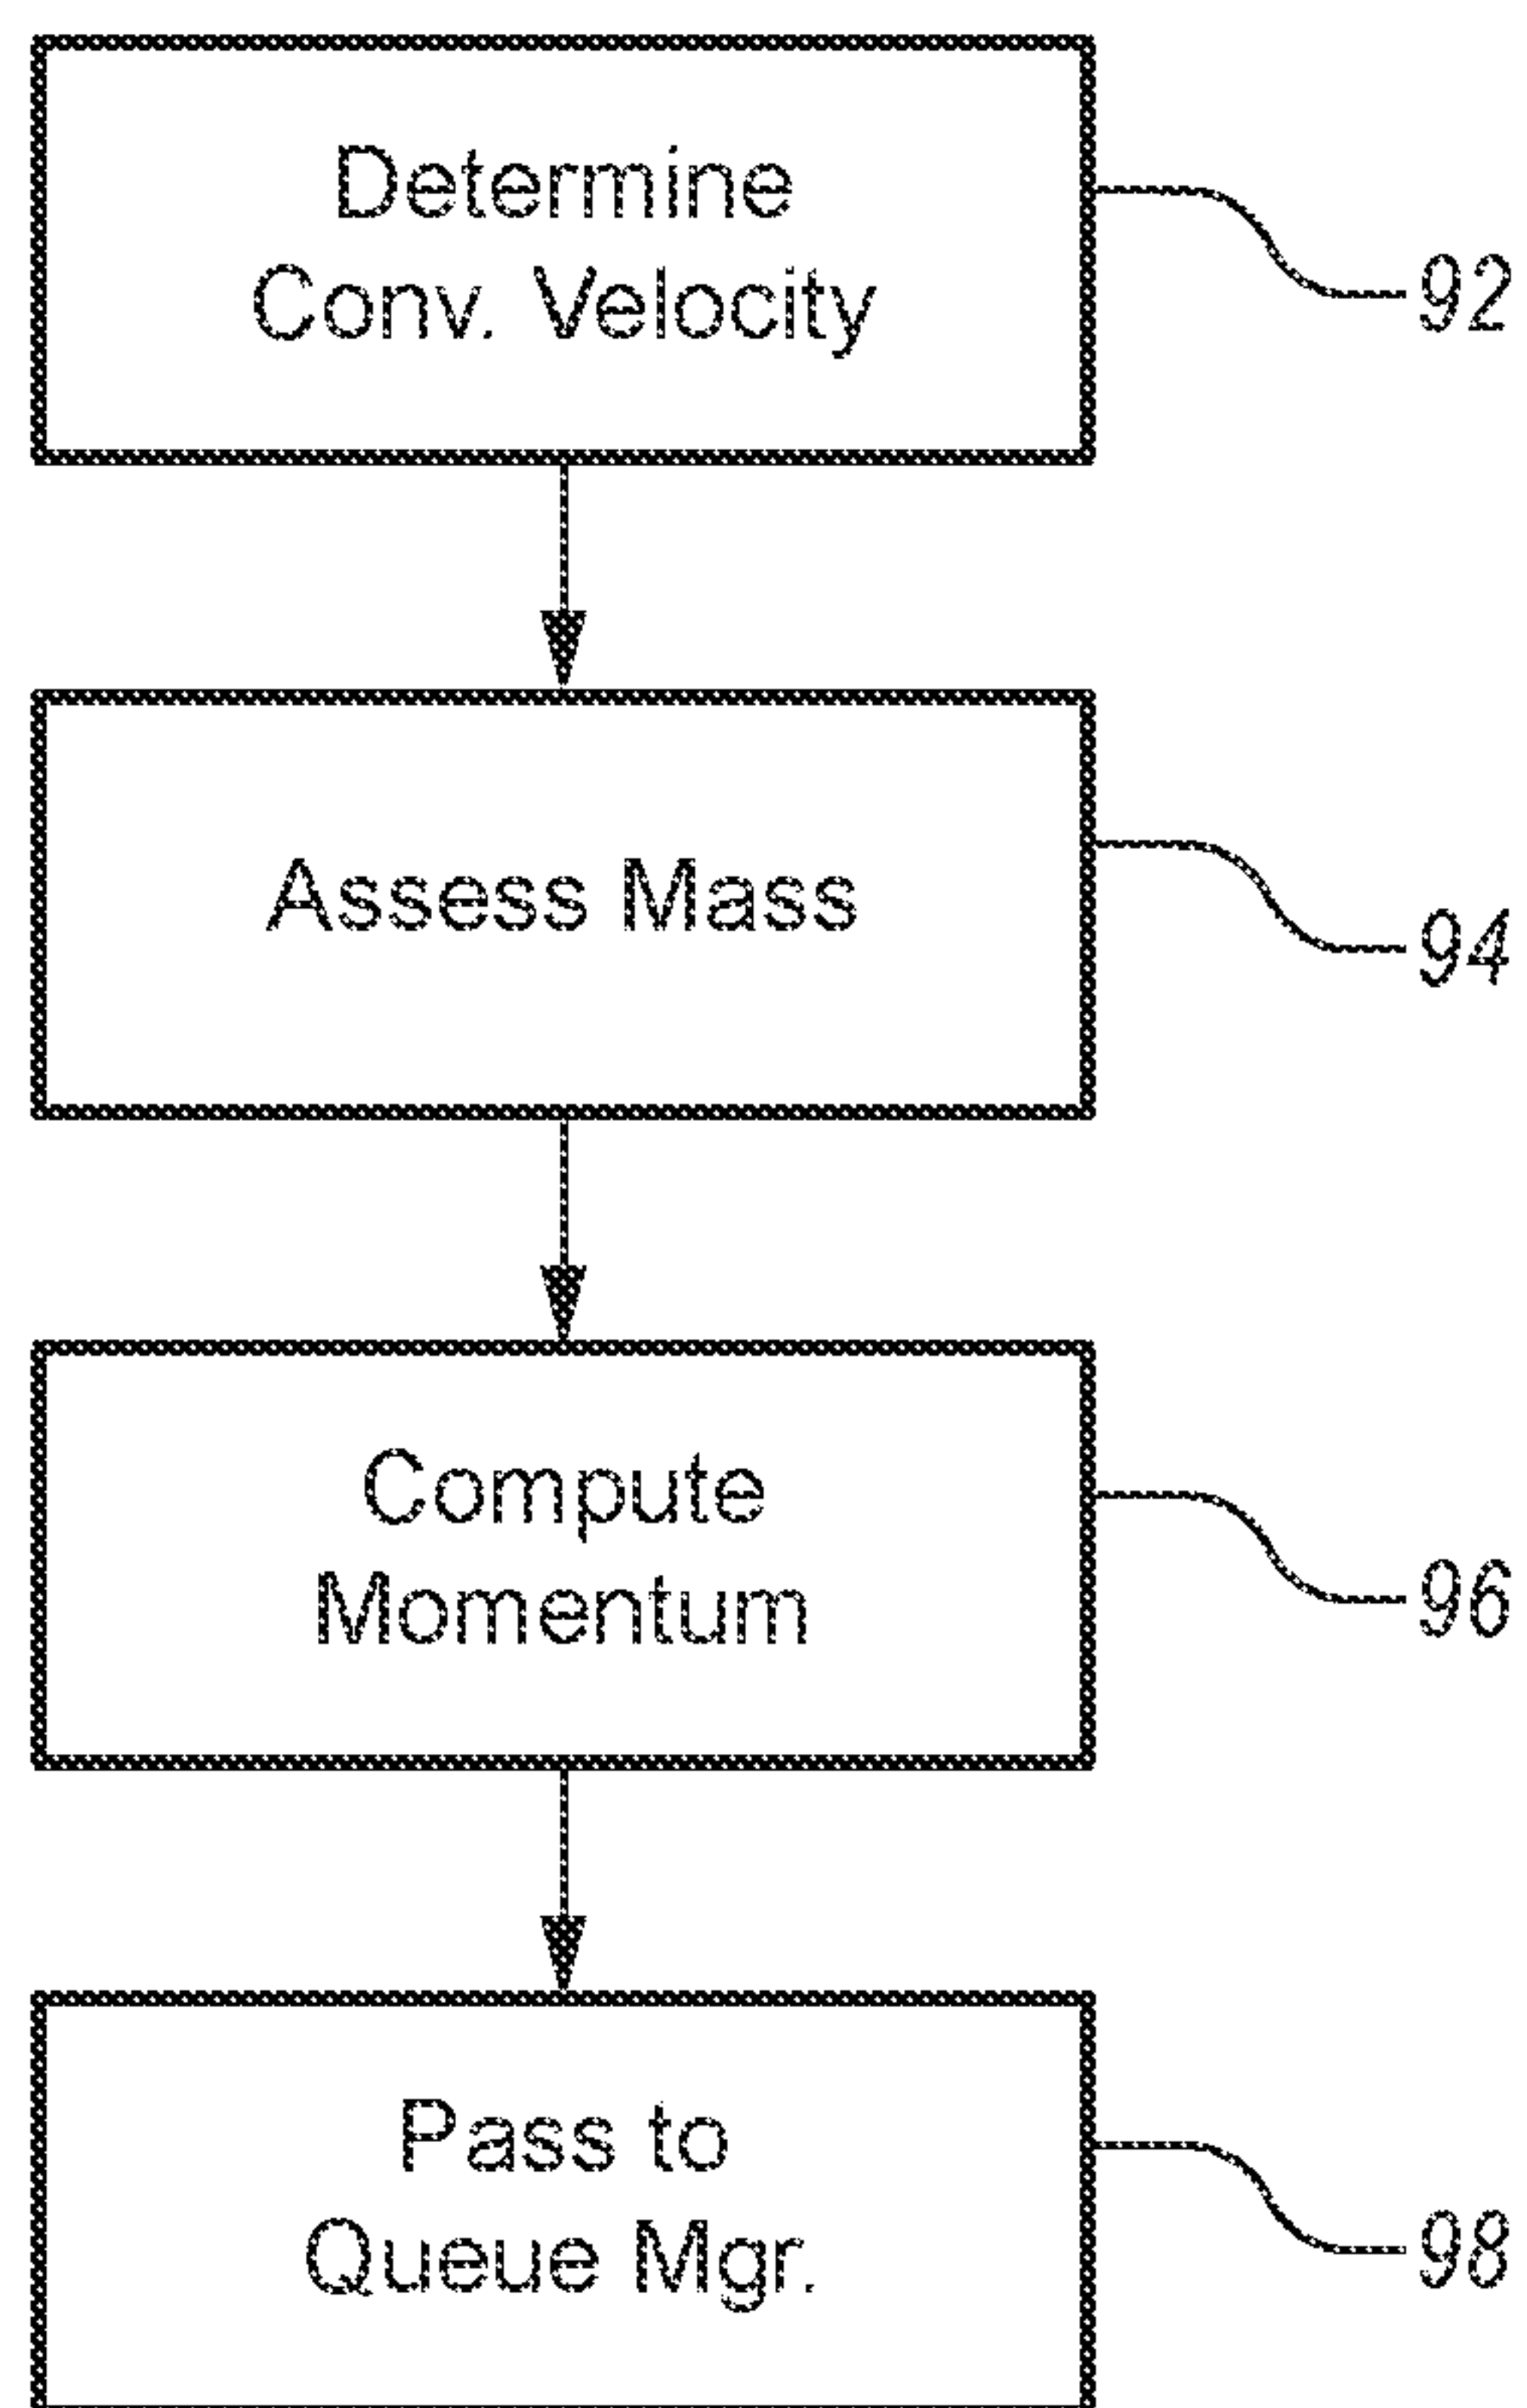 Determine
Conv. Velocity
92
Assess Mass
94
Compute
Momentum
96
Pass to
Queue Mgr.
98